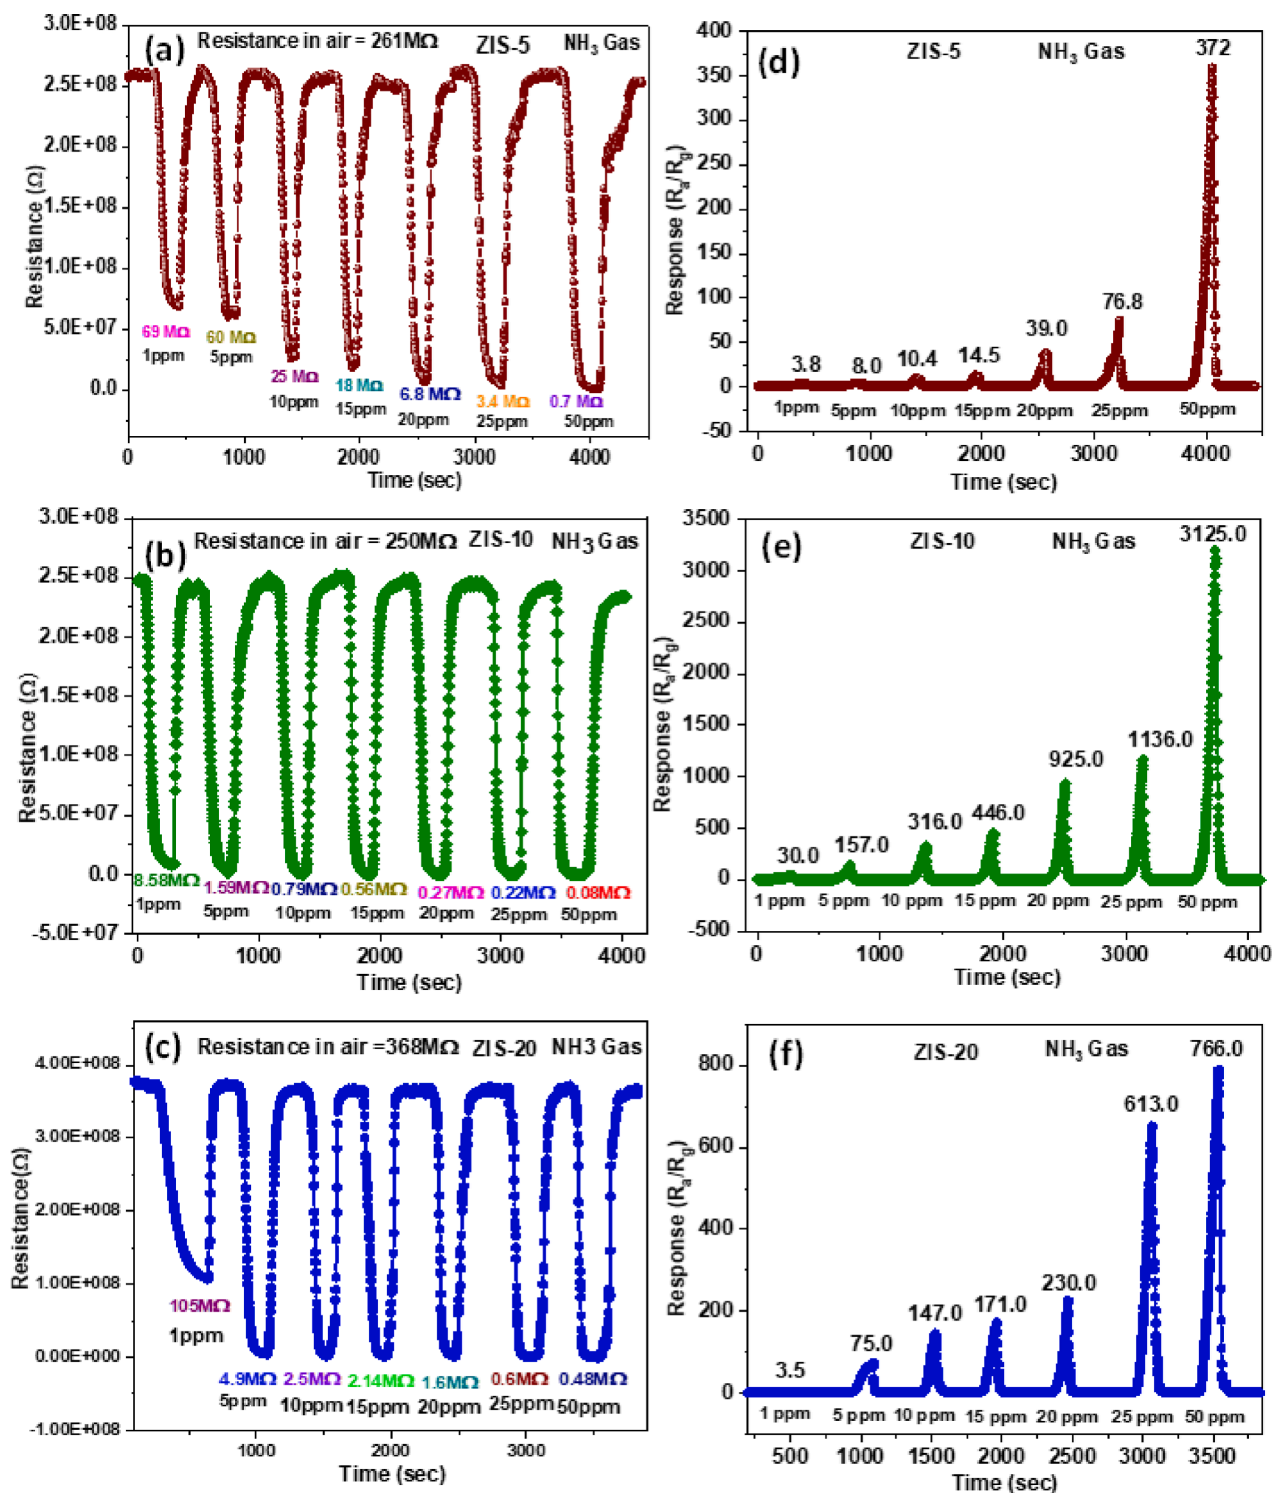 (a) Resistance in air = 261MΩ ZIS-5 NH₃ Gas
3.0E+08
2.5E+08
2.0E+08
1.5E+08
1.0E+08
5.0E+07
0.0
Resistance (Ω)
69 MΩ 60 MΩ 25 MΩ 18 MΩ 6.8 MΩ 3.4 MΩ 0.7 MΩ
1ppm 5ppm 10ppm 15ppm 20ppm 25ppm 50ppm
0 1000 2000 3000 4000
Time (sec)
(d) ZIS-5 NH₃ Gas
400
350
300
250
200
150
100
50
0
-50
Response (Rₐ/R_g)
3.8 8.0 10.4 14.5 39.0 76.8 372
1ppm 5ppm 10ppm 15ppm 20ppm 25ppm 50ppm
0 1000 2000 3000 4000
Time (sec)
(b) Resistance in air = 250MΩ ZIS-10 NH3 Gas
3.0E+08
2.5E+08
2.0E+08
1.5E+08
1.0E+08
5.0E+07
0.0
-5.0E+07
Resistance (Ω)
8.58MΩ 1.59MΩ 0.79MΩ 0.56MΩ 0.27MΩ 0.22MΩ 0.08MΩ
1ppm 5ppm 10ppm 15ppm 20ppm 25ppm 50ppm
0 1000 2000 3000 4000
Time (sec)
(e) ZIS-10 NH₃ Gas
3500
3000
2500
2000
1500
1000
500
0
-500
Response (Rₐ/R_g)
30.0 157.0 316.0 446.0 925.0 1136.0 3125.0
1 ppm 5 ppm 10 ppm 15 ppm 20 ppm 25 ppm 50 ppm
0 1000 2000 3000 4000
Time (sec)
(c) Resistance in air =368MΩ ZIS-20 NH3 Gas
4.00E+008
3.00E+008
2.00E+008
1.00E+008
0.00E+000
-1.00E+008
Resistance(Ω)
105MΩ 4.9MΩ 2.5MΩ 2.14MΩ 1.6MΩ 0.6MΩ 0.48MΩ
1ppm 5ppm 10ppm 15ppm 20ppm 25ppm 50ppm
1000 2000 3000
Time (sec)
(f) ZIS-20 NH₃ Gas
800
600
400
200
0
Response (Rₐ/R_g)
3.5 75.0 147.0 171.0 230.0 613.0 766.0
1 ppm 5 ppm 10 ppm 15 ppm 20 ppm 25 ppm 50 ppm
500 1000 1500 2000 2500 3000 3500
Time (sec)